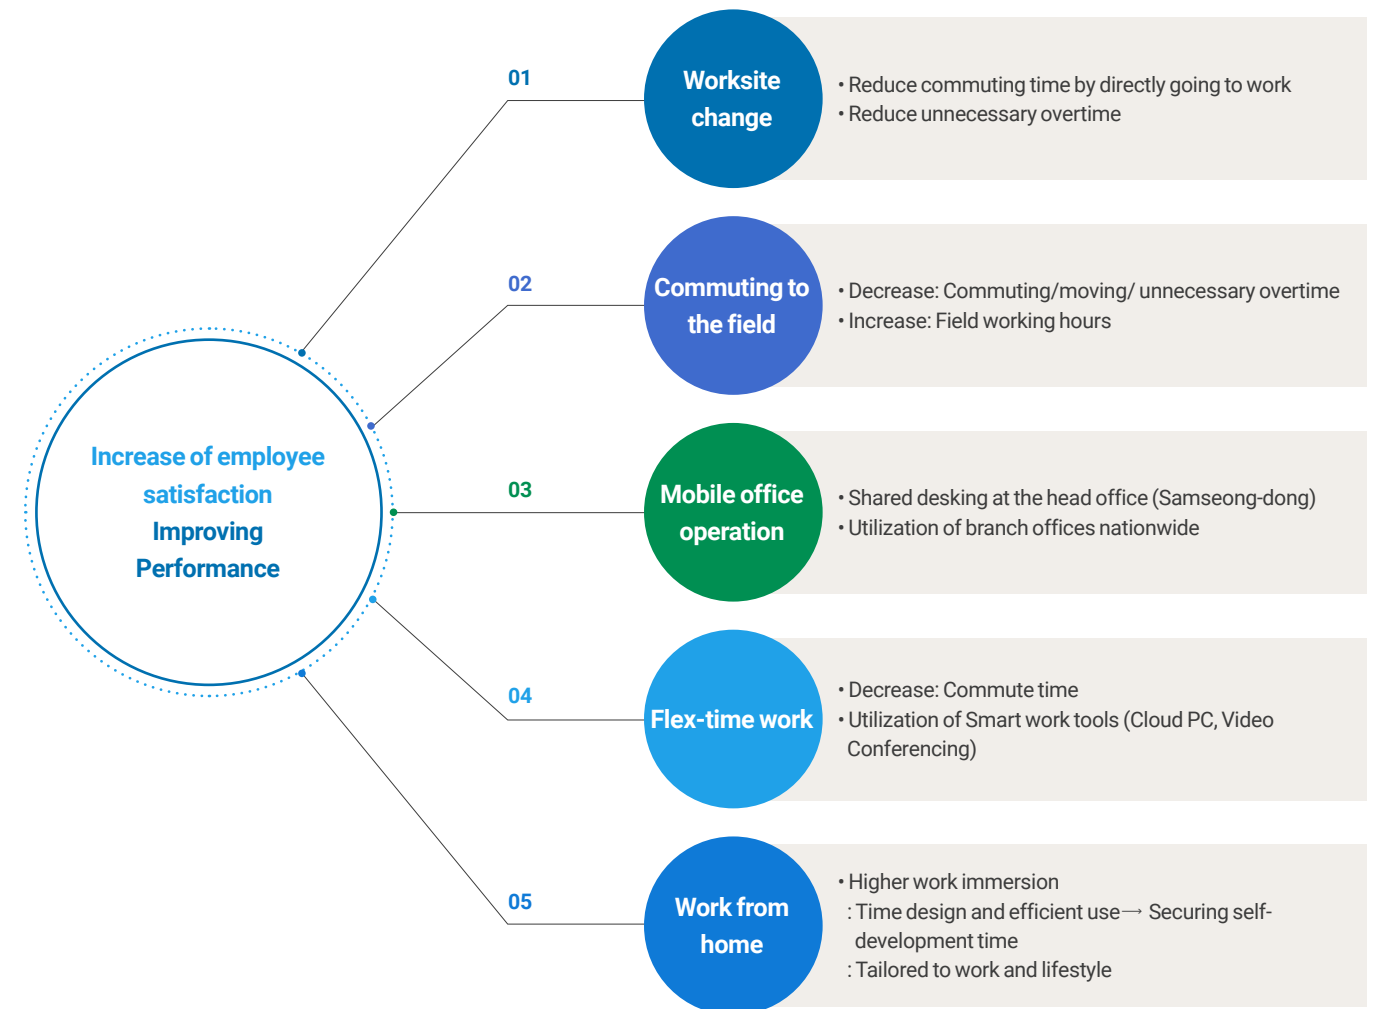 Increase of employee
satisfaction
Improving
Performance
01
Worksite
change
• Reduce commuting time by directly going to work
• Reduce unnecessary overtime
02
Commuting to
the field
• Decrease: Commuting/moving/ unnecessary overtime
• Increase: Field working hours
03
Mobile office
operation
• Shared desking at the head office (Samseong-dong)
• Utilization of branch offices nationwide
04
Flex-time work
• Decrease: Commute time
• Utilization of Smart work tools (Cloud PC, Video
Conferencing)
05
Work from
home
• Higher work immersion
: Time design and efficient use→ Securing self-
development time
: Tailored to work and lifestyle